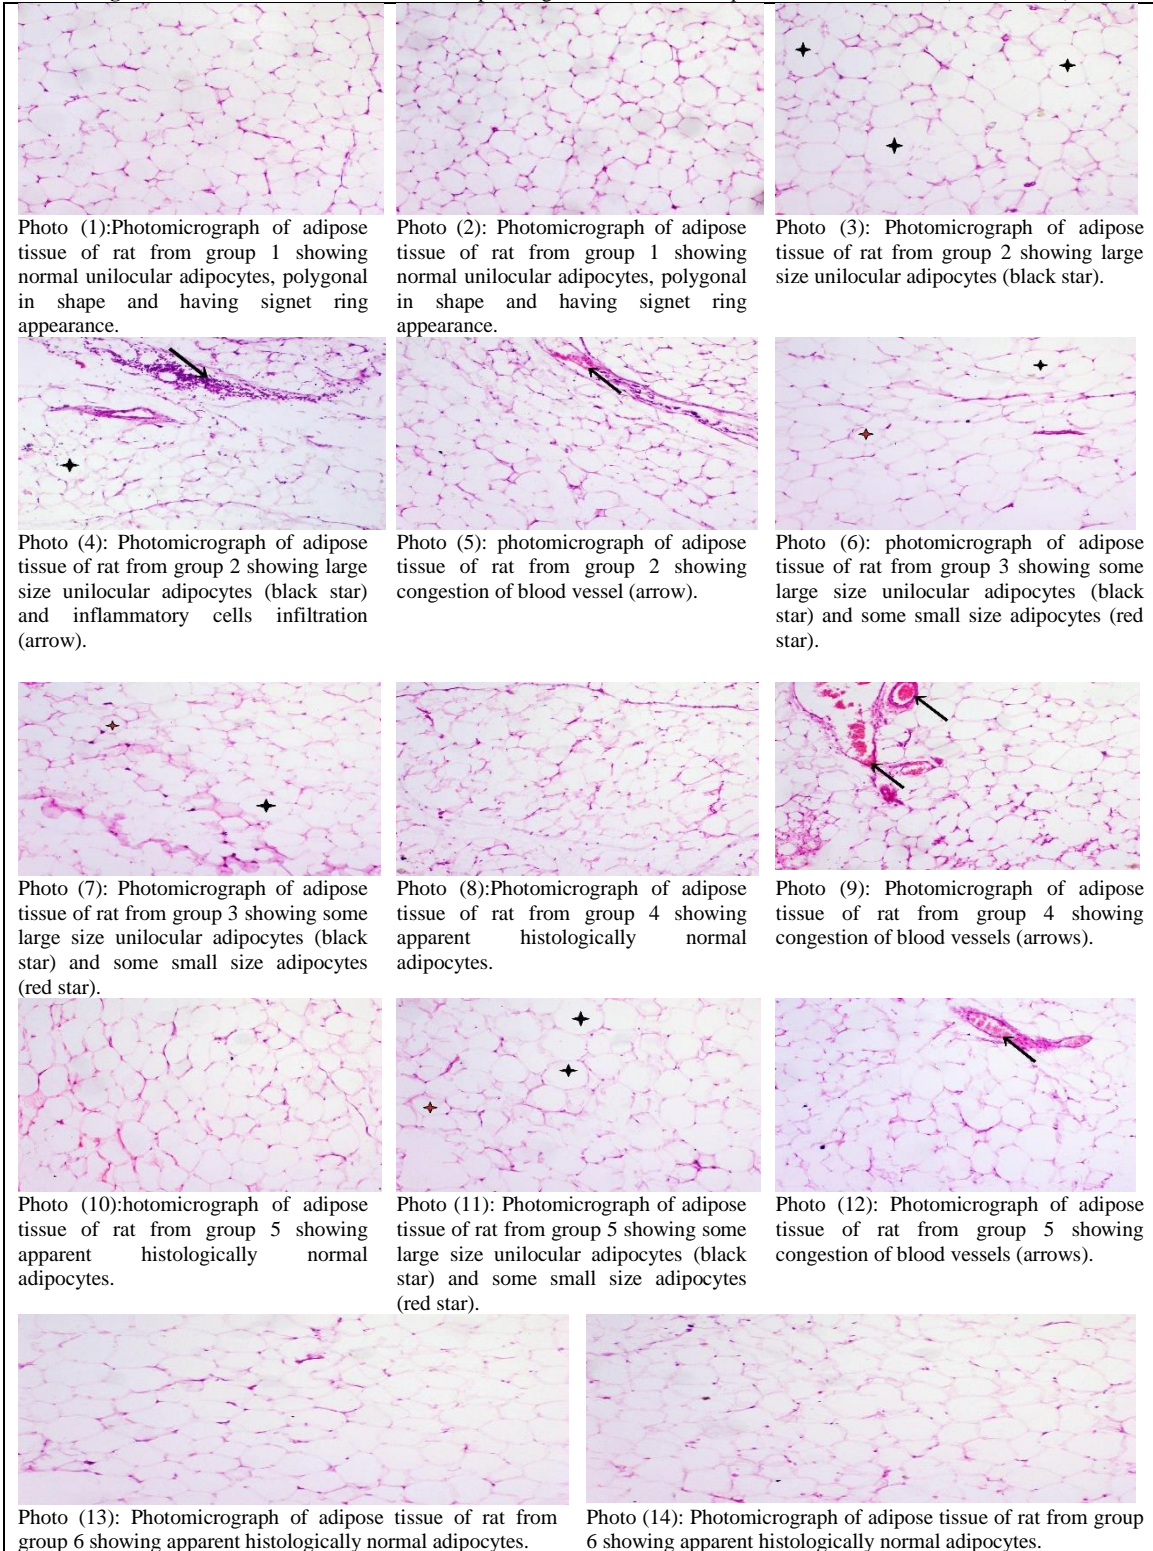 Photo (1):Photomicrograph of adipose
tissue of rat from group 1 showing
normal unilocular adipocytes, polygonal
in shape and having signet ring
appearance.
Photo (2): Photomicrograph of adipose
tissue of rat from group 1 showing
normal unilocular adipocytes, polygonal
in shape and having signet ring
appearance.
Photo (3): Photomicrograph of adipose
tissue of rat from group 2 showing large
size unilocular adipocytes (black star).
Photo (4): Photomicrograph of adipose
tissue of rat from group 2 showing large
size unilocular adipocytes (black star)
and inflammatory cells infiltration
(arrow).
Photo (5): photomicrograph of adipose
tissue of rat from group 2 showing
congestion of blood vessel (arrow).
Photo (6): photomicrograph of adipose
tissue of rat from group 3 showing some
large size unilocular adipocytes (black
star) and some small size adipocytes (red
star).
Photo (7): Photomicrograph of adipose
tissue of rat from group 3 showing some
large size unilocular adipocytes (black
star) and some small size adipocytes
(red star).
Photo (8):Photomicrograph of adipose
tissue of rat from group 4 showing
apparent histologically normal
adipocytes.
Photo (9): Photomicrograph of adipose
tissue of rat from group 4 showing
congestion of blood vessels (arrows).
Photo (10):hotomicrograph of adipose
tissue of rat from group 5 showing
apparent histologically normal
adipocytes.
Photo (11): Photomicrograph of adipose
tissue of rat from group 5 showing some
large size unilocular adipocytes (black
star) and some small size adipocytes
(red star).
Photo (12): Photomicrograph of adipose
tissue of rat from group 5 showing
congestion of blood vessels (arrows).
Photo (13): Photomicrograph of adipose tissue of rat from
group 6 showing apparent histologically normal adipocytes.
Photo (14): Photomicrograph of adipose tissue of rat from group
6 showing apparent histologically normal adipocytes.